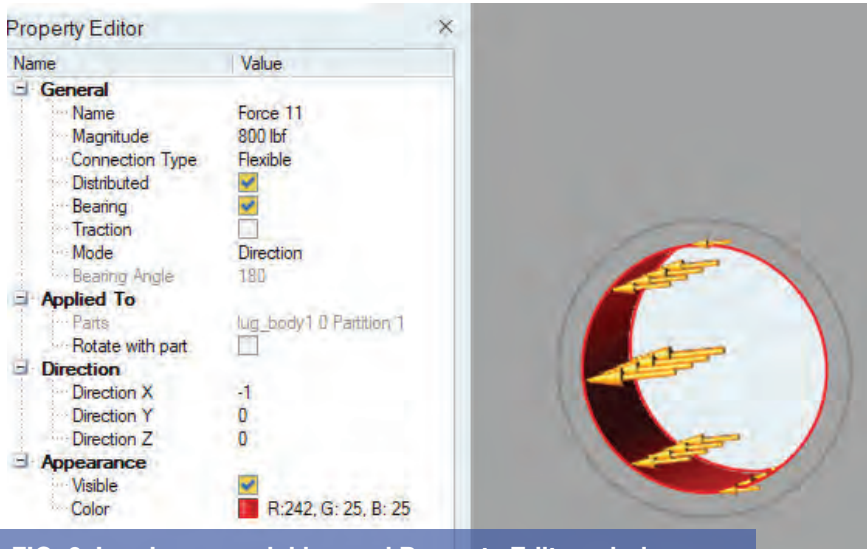 Property Editor
Name Value
General
Name Force 11
Magnitude 800 lbf
Connection Type Flexible
Distributed
Bearing
Traction
Mode Direction
Bearing Angle 180
Applied To
Parts lug_body1 0 Partition 1
Rotate with part
Direction
Direction X -1
Direction Y 0
Direction Z 0
Appearance
Visible
Color R:242, G: 25, B: 25